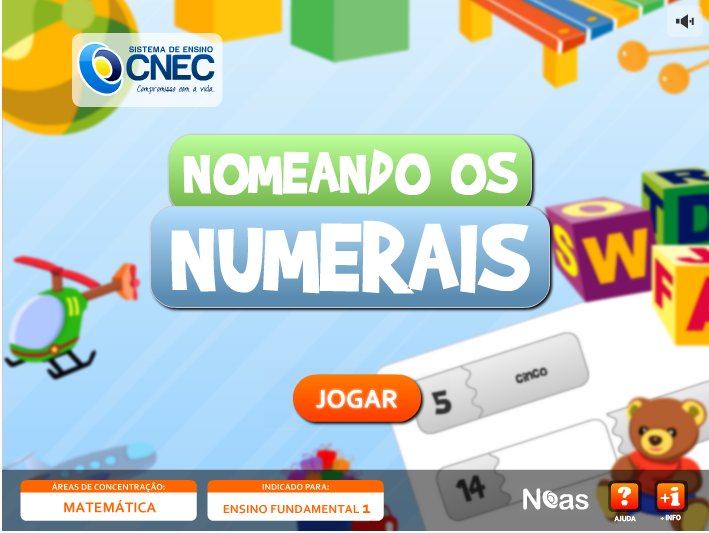 SISTEMA DE ENSINO
CNEC
Compromisso com a vida.
NOMEANDO OS
NUMERAIS
S O W
T D R
F A
5 cinco
JOGAR
14
ÁREAS DE CONCENTRAÇÃO:
MATEMÁTICA
INDICADO PARA:
ENSINO FUNDAMENTAL 1
Noas
?
AJUDA
+i
+ INFO